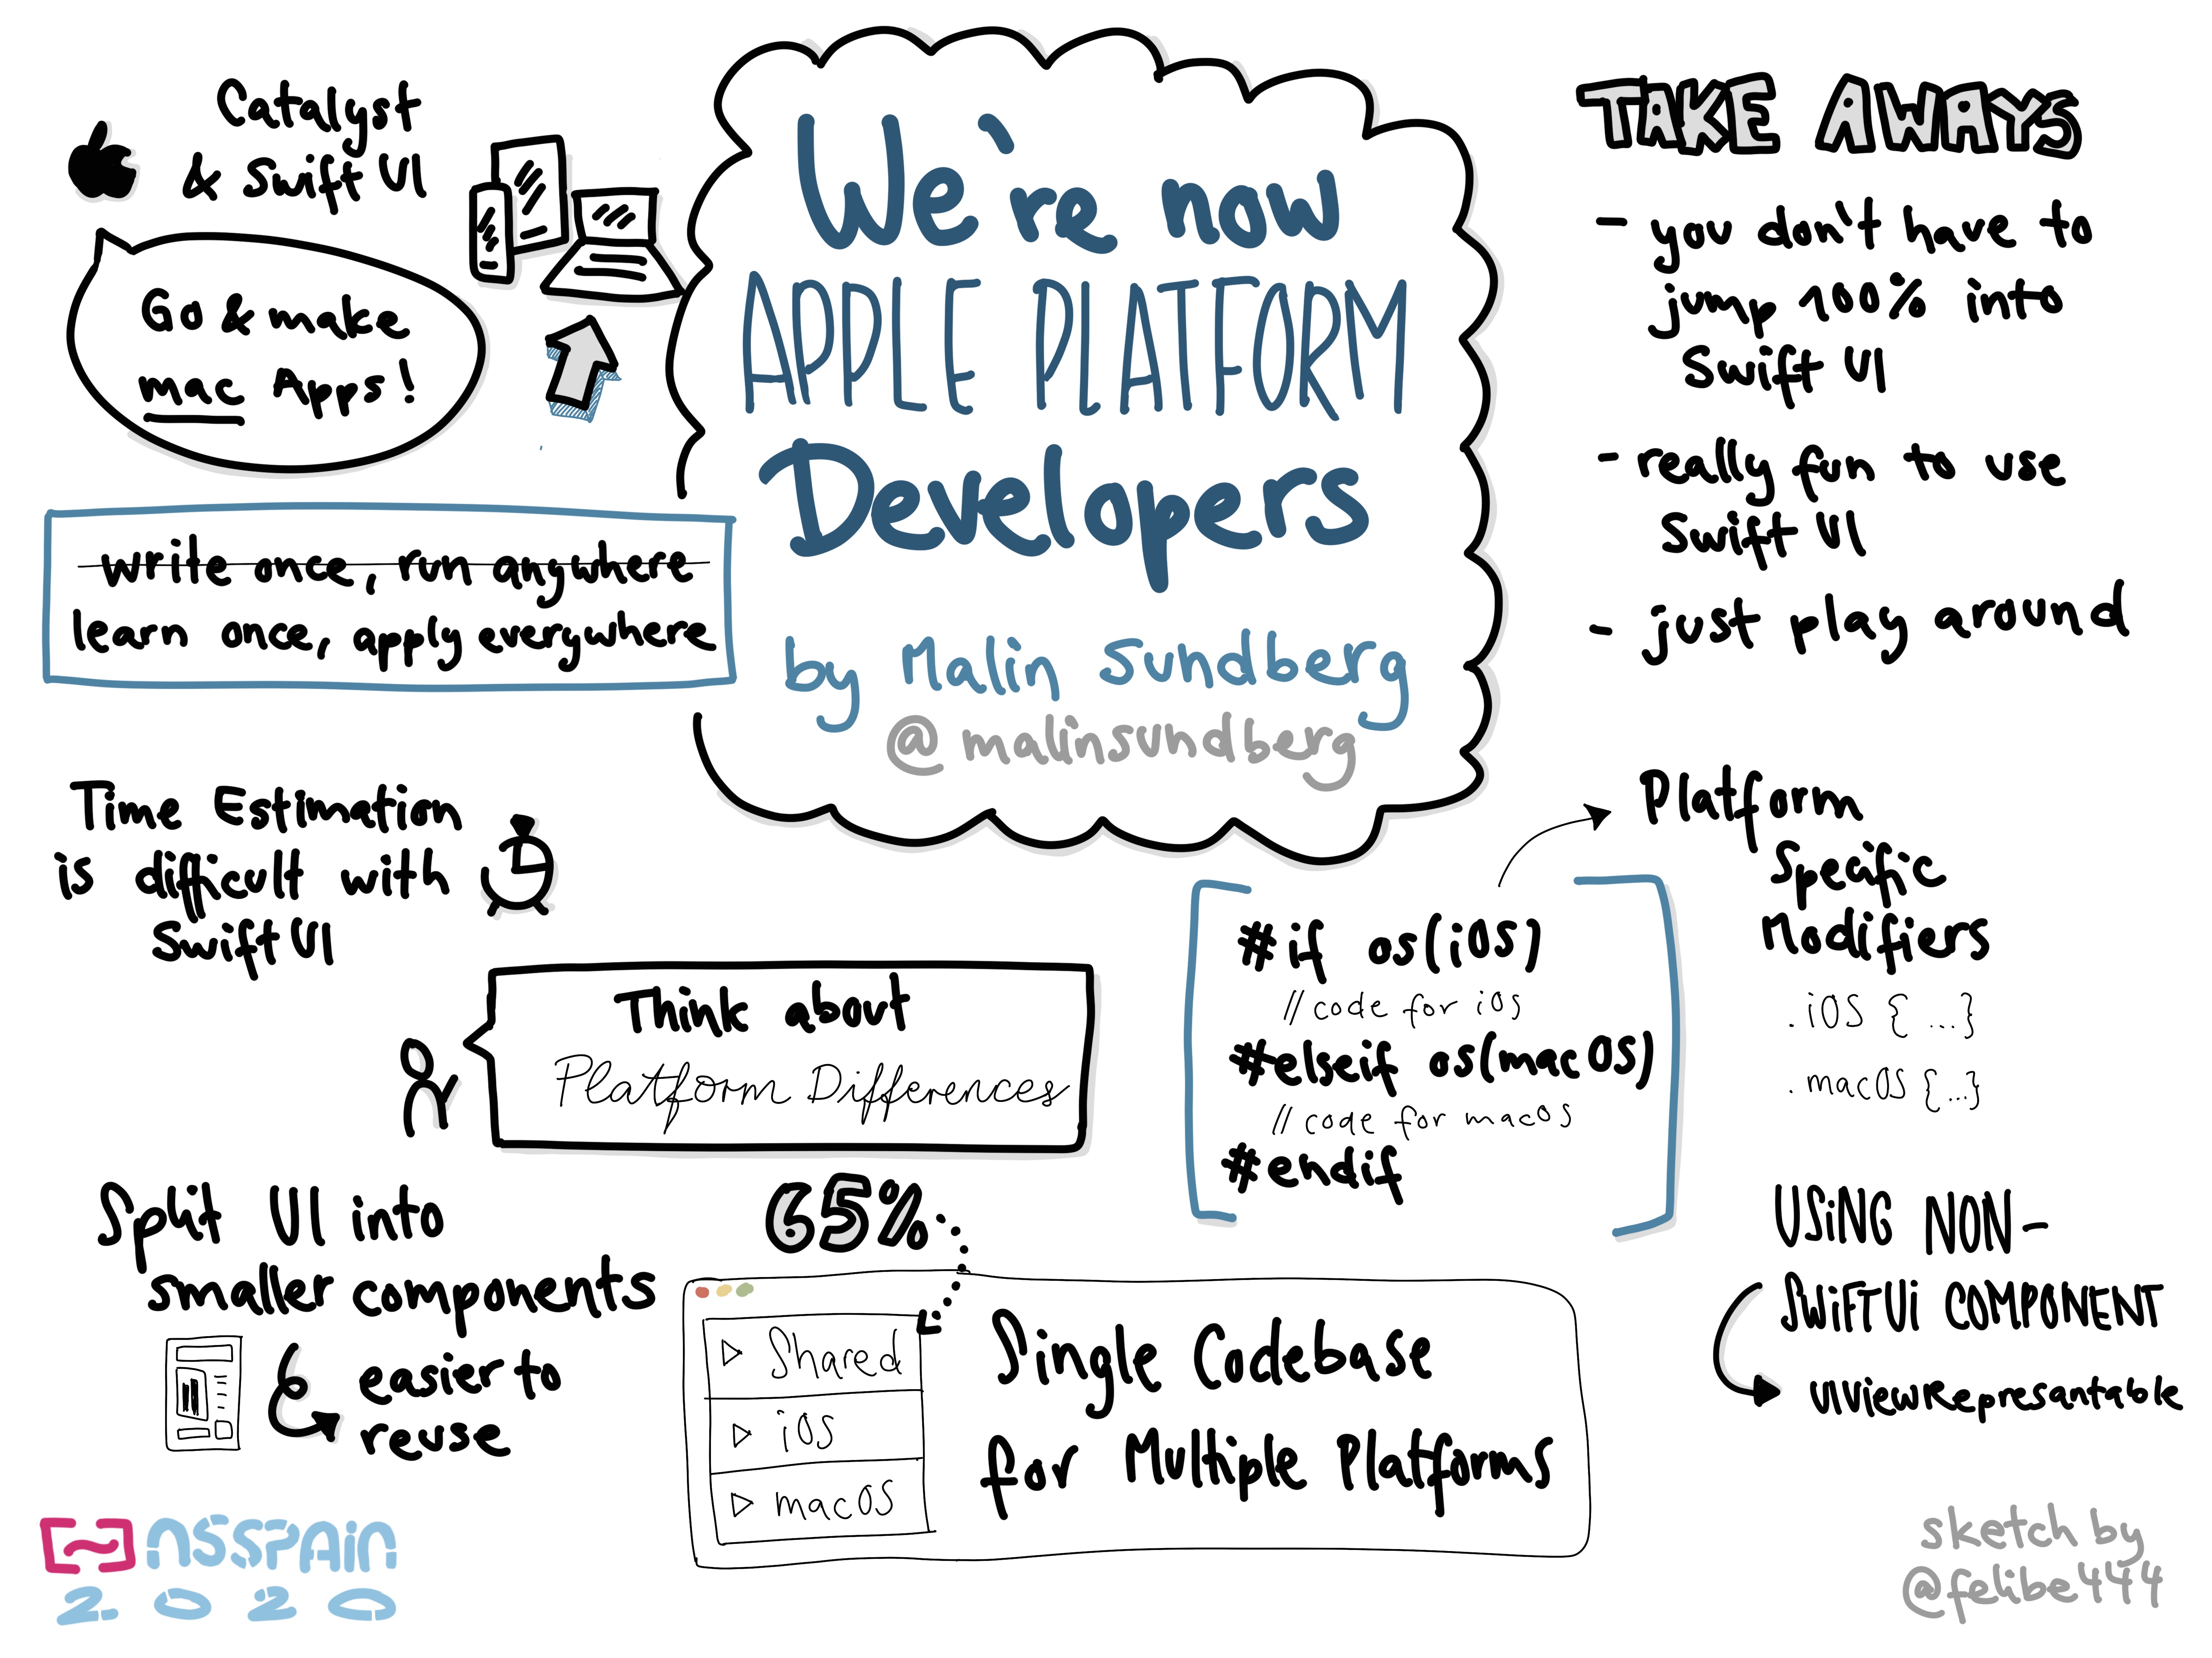 Catalyst
& Swift UI
Go & make
mac Apps!
write once, run anywhere
learn once, apply everywhere
We're now
APPLE PLATFORM
Developers
by Malin Sundberg
@malinsundberg
TAKE AWAYS
- you don't have to
jump 100% into
Swift UI
- really fun to use
Swift UI
- just play around
Time Estimation
is difficult with
Swift UI
Think about
Platform Differences
#if os(iOS)
// code for iOS
#elseif os(macOS)
// code for macOS
#endif
Platform
Specific
Modifiers
.iOS {...}
.macOS {...}
Split UI into
smaller components
easier to
reuse
65%
Shared
iOS
macOS
Single Codebase
for Multiple Platforms
USING NON-
SWIFTUI COMPONENT
UIViewRepresantable
NSSPAIN
2020
sketch by
@felibe444